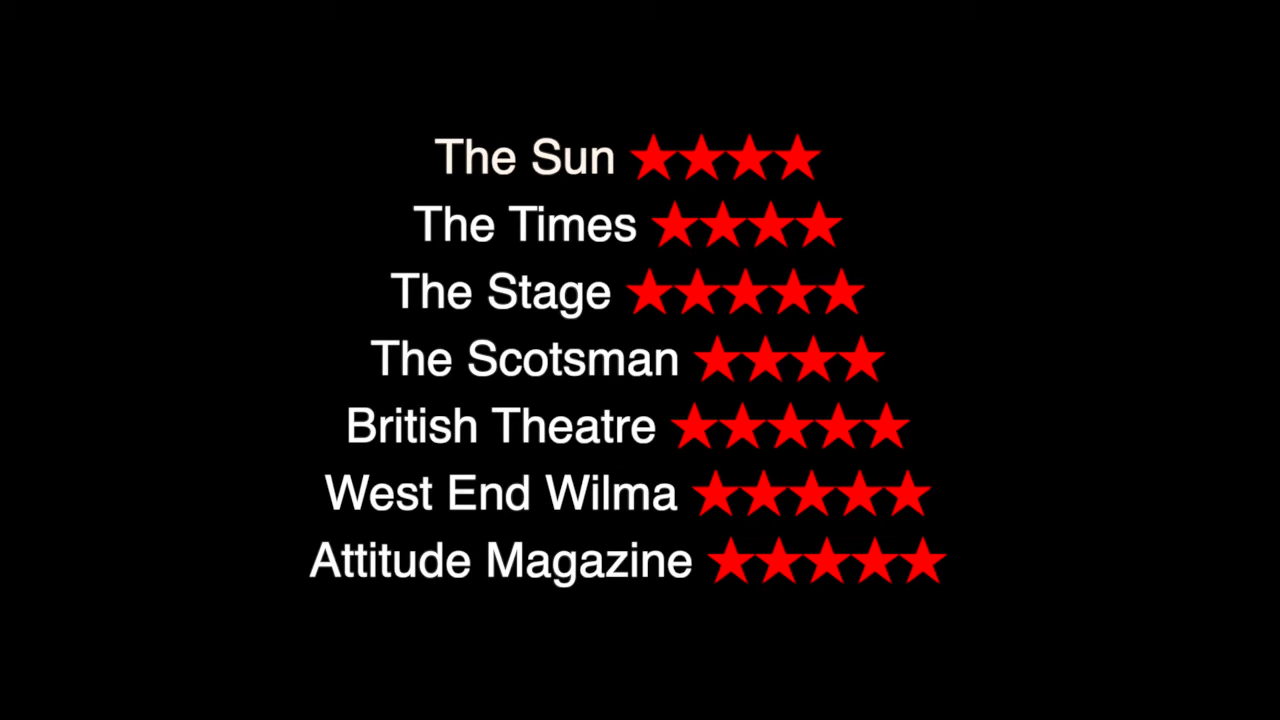 The Sun ★★★★
The Times ★★★★
The Stage ★★★★★
The Scotsman ★★★★
British Theatre ★★★★★
West End Wilma ★★★★★
Attitude Magazine ★★★★★